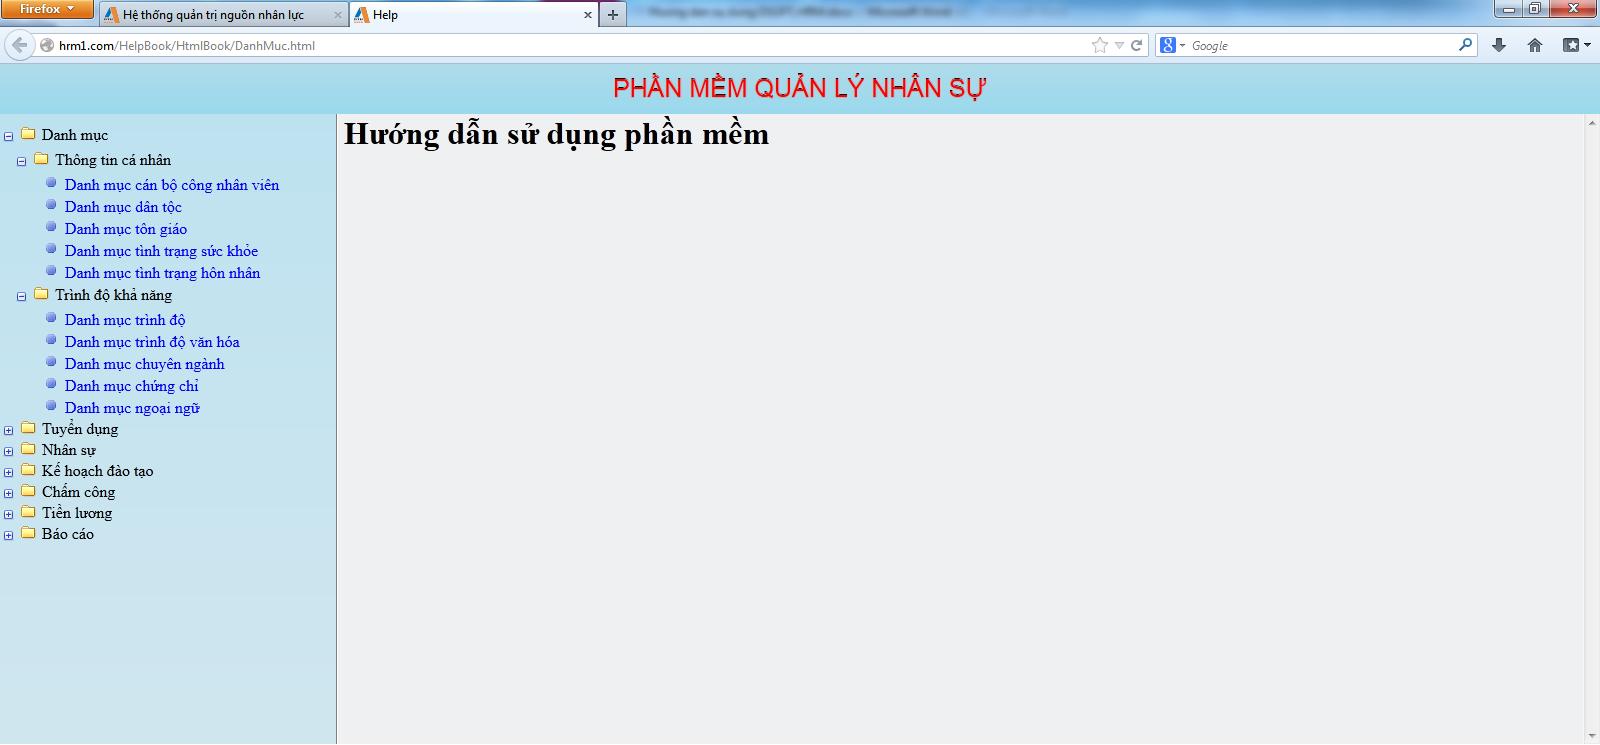 Firefox
Hệ thống quản trị nguồn nhân lực
Help
hrm1.com/HelpBook/HtmlBook/DanhMuc.html
Google
PHẦN MỀM QUẢN LÝ NHÂN SỰ
Danh mục
Thông tin cá nhân
Danh mục cán bộ công nhân viên
Danh mục dân tộc
Danh mục tôn giáo
Danh mục tình trạng sức khỏe
Danh mục tình trạng hôn nhân
Trình độ khả năng
Danh mục trình độ
Danh mục trình độ văn hóa
Danh mục chuyên ngành
Danh mục chứng chỉ
Danh mục ngoại ngữ
Tuyển dụng
Nhân sự
Kế hoạch đào tạo
Chấm công
Tiền lương
Báo cáo
Hướng dẫn sử dụng phần mềm